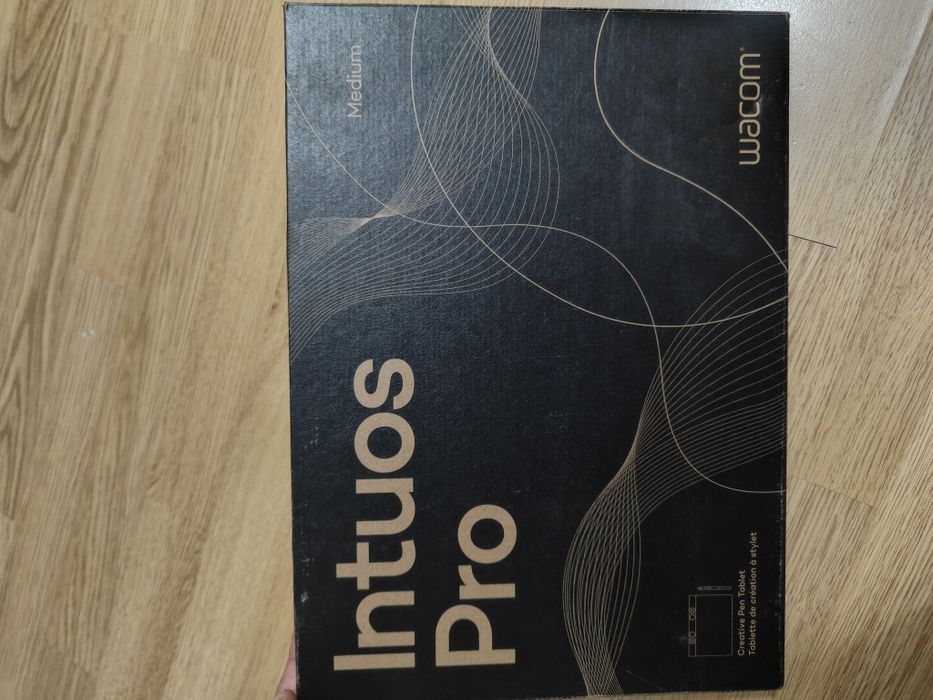 Intuos
Pro
Medium
Creative Pen Tablet
Tablette de création à stylet
wacom®